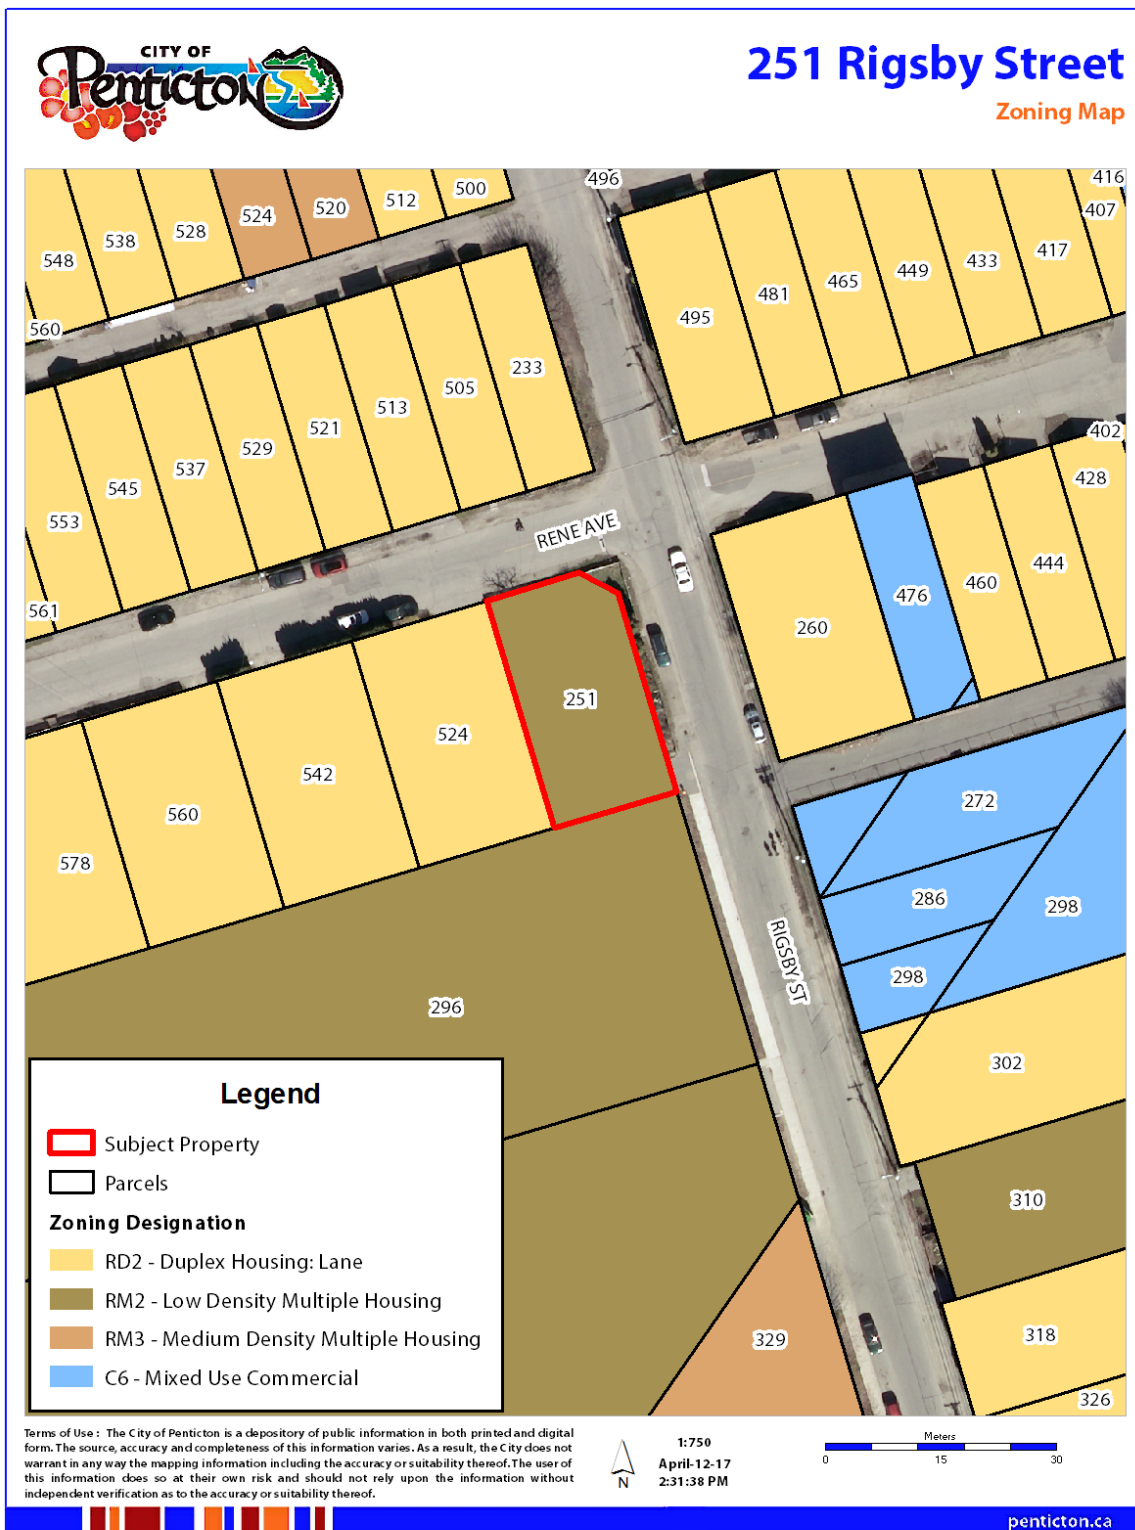 CITY OF
Penticton
251 Rigsby Street
Zoning Map
496
416
500
512
520
524
407
528
538
417
548
433
449
465
481
495
560
233
505
513
521
402
529
428
537
545
553
444
460
476
561
RENE AVE
260
251
524
542
560
578
272
286
298
298
RIGSBY ST
296
302
310
318
329
326
Legend
Subject Property
Parcels
Zoning Designation
RD2 - Duplex Housing: Lane
RM2 - Low Density Multiple Housing
RM3 - Medium Density Multiple Housing
C6 - Mixed Use Commercial
Terms of Use : The City of Penticton is a depository of public information in both printed and digital
form. The source, accuracy and completeness of this information varies. As a result, the City does not
warrant in any way the mapping information including the accuracy or suitability thereof. The user of
this information does so at their own risk and should not rely upon the information without
independent verification as to the accuracy or suitability thereof.
N
1:750
April-12-17
2:31:38 PM
Meters
0 15 30
penticton.ca